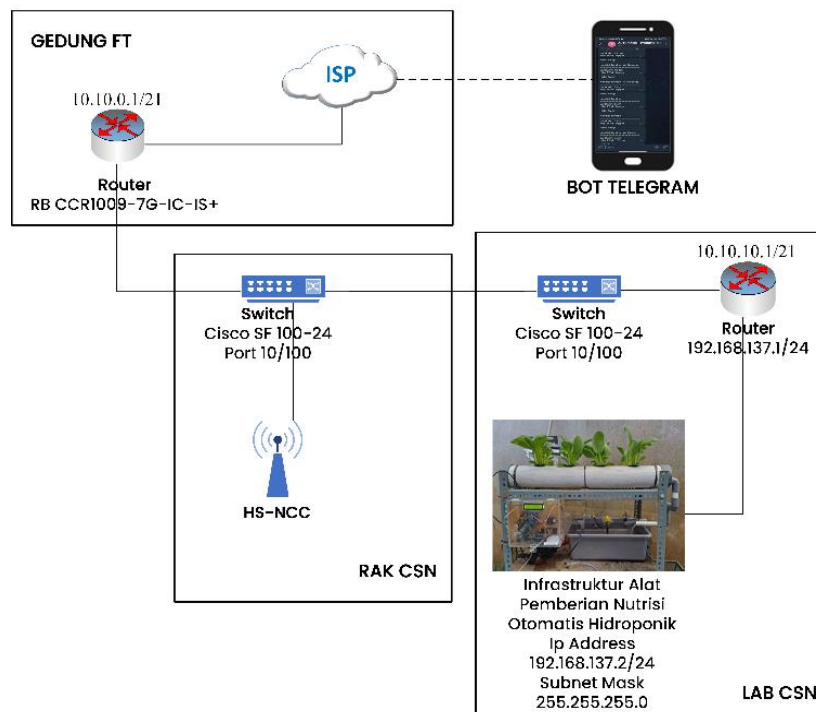 GEDUNG FT
ISP
10.10.0.1/21
Router
RB CCR1009-7G-IC-IS+
BOT TELEGRAM
10.10.10.1/21
Switch
Cisco SF 100-24
Port 10/100
Switch
Cisco SF 100-24
Port 10/100
Router
192.168.137.1/24
HS-NCC
RAK CSN
Infrastruktur Alat
Pemberian Nutrisi
Otomatis Hidroponik
Ip Address
192.168.137.2/24
Subnet Mask
255.255.255.0
LAB CSN